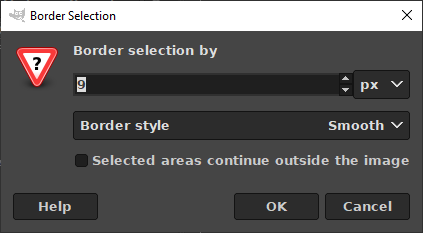 Border Selection
Border selection by
9
px
Border style Smooth
Selected areas continue outside the image
Help OK Cancel